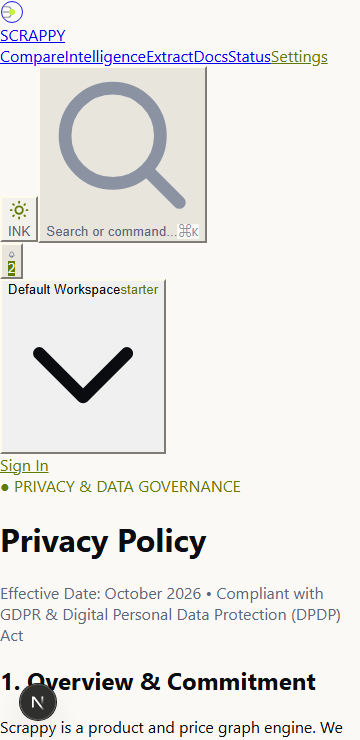 SCRAPPY
CompareIntelligenceExtractDocsStatusSettings
INK
Search or command...⌘K
2
Default Workspacestarter
Sign In
● PRIVACY & DATA GOVERNANCE
Privacy Policy
Effective Date: October 2026 • Compliant with
GDPR & Digital Personal Data Protection (DPDP)
Act
1. Overview & Commitment
N
Scrappy is a product and price graph engine. We